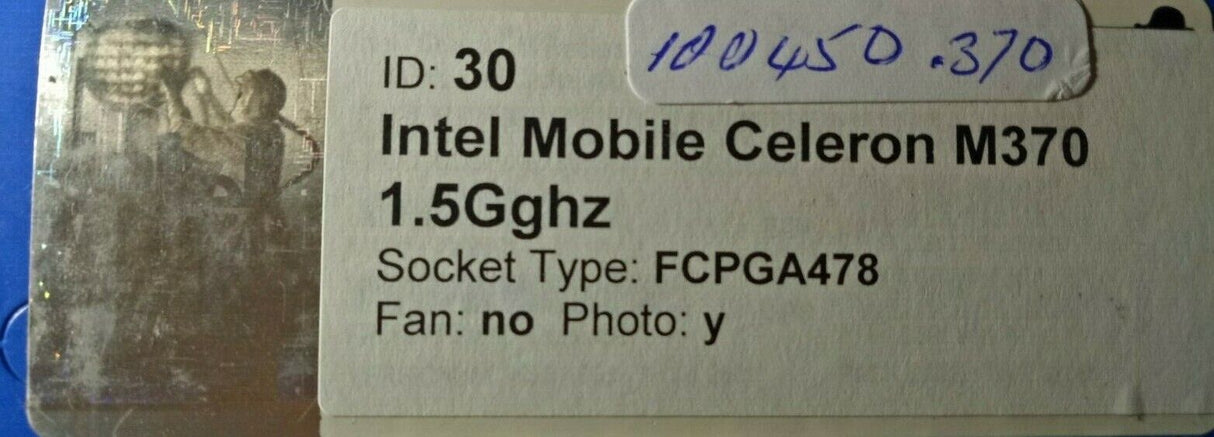 100450.370
ID: 30
Intel Mobile Celeron M370
1.5Gghz
Socket Type: FCPGA478
Fan: no Photo: y